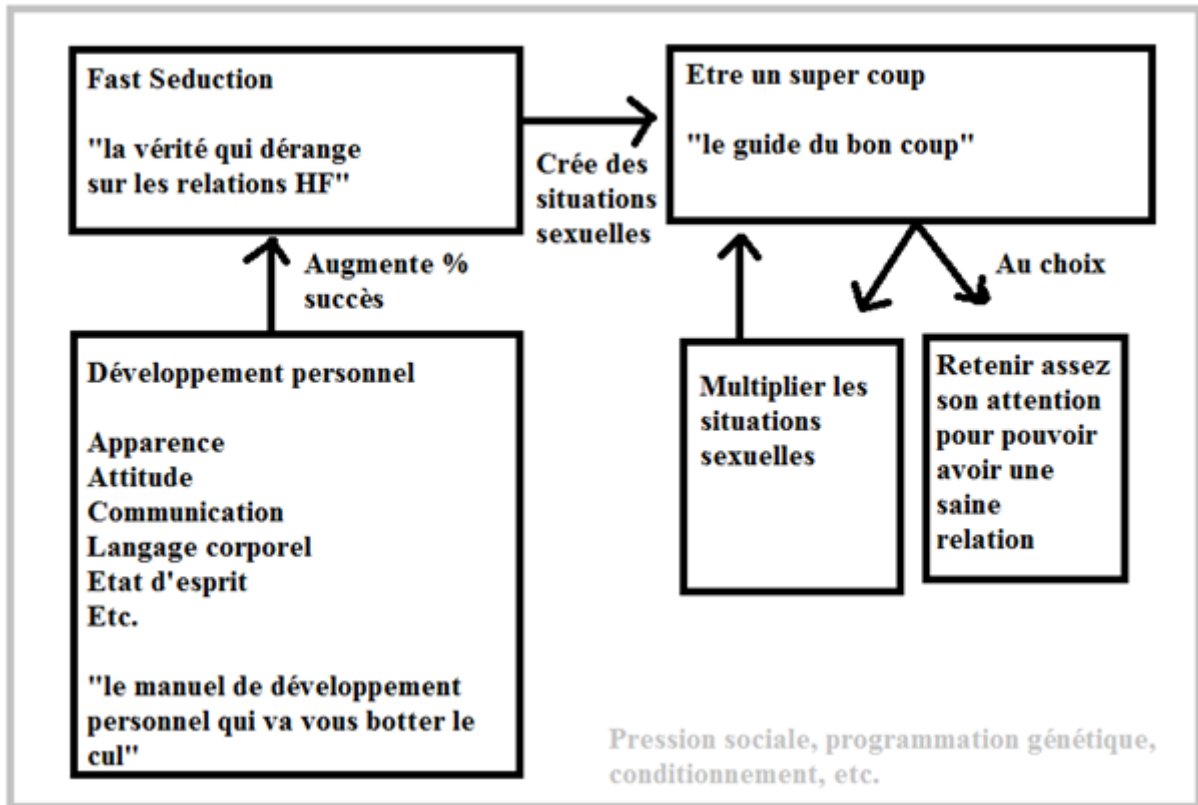 Fast Seduction
"la vérité qui dérange
sur les relations HF"
Crée des
situations
sexuelles
Etre un super coup
"le guide du bon coup"
Augmente %
succès
Au choix
Développement personnel
Apparence
Attitude
Communication
Langage corporel
Etat d'esprit
Etc.
"le manuel de développement
personnel qui va vous botter le
cul"
Multiplier les
situations
sexuelles
Retenir assez
son attention
pour pouvoir
avoir une
saine
relation
Pression sociale, programmation génétique,
conditionnement, etc.